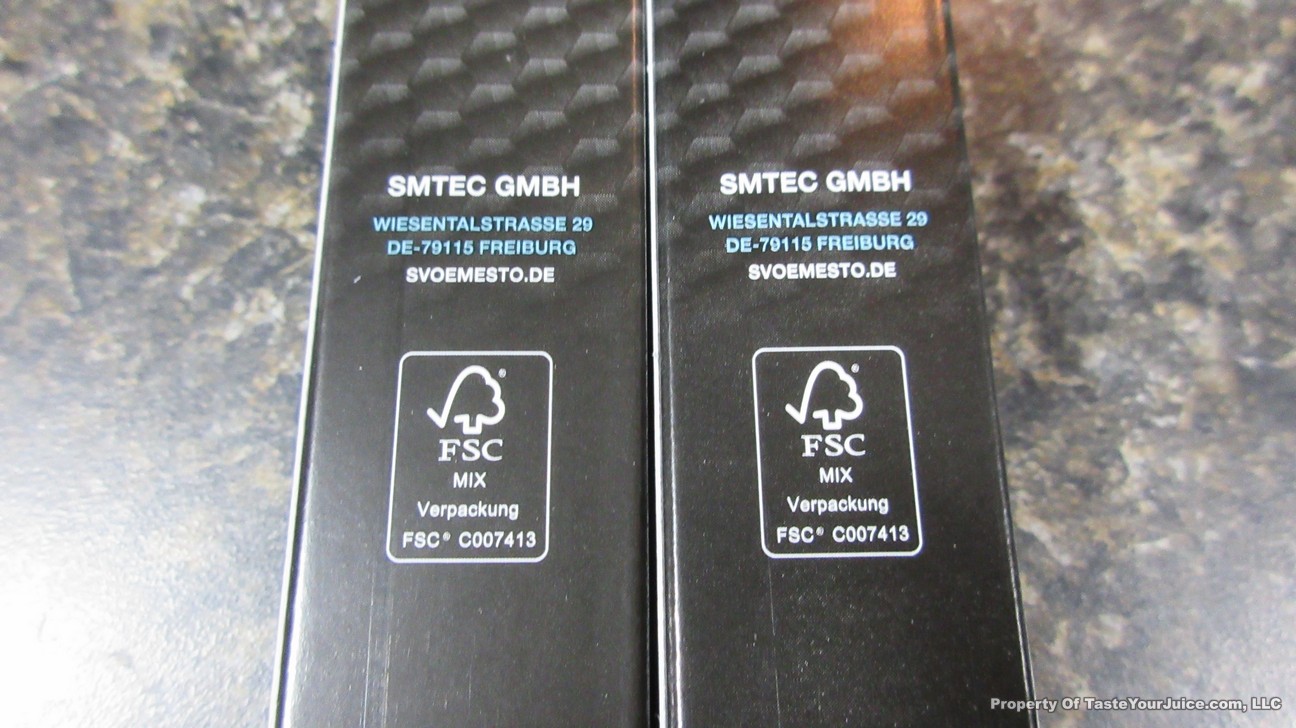 SMTEC GMBH
WIESENTALSTRASSE 29
DE-79115 FREIBURG
SVOEMESTO.DE
®
FSC
MIX
Verpackung
FSC® C007413
SMTEC GMBH
WIESENTALSTRASSE 29
DE-79115 FREIBURG
SVOEMESTO.DE
®
FSC
MIX
Verpackung
FSC® C007413
Property Of TasteYourJuice.com, LLC